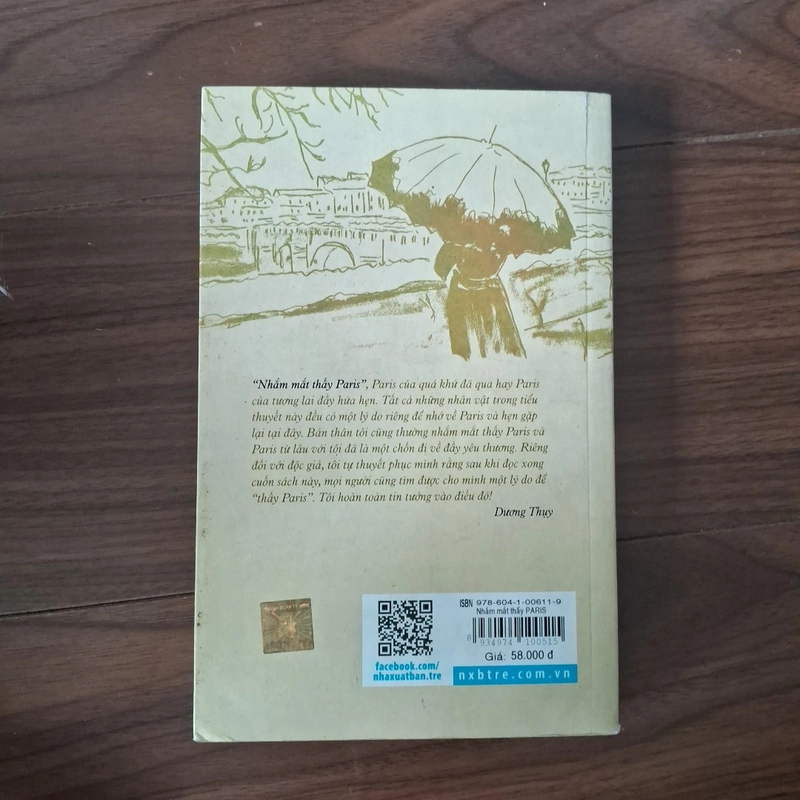 “Nhắm mắt thấy Paris”, Paris của quá khứ đã qua hay Paris
của tương lai đầy hứa hẹn. Tất cả những nhân vật trong tiểu
thuyết này đều có một lý do riêng để nhớ về Paris và hẹn gặp
lại tại đây. Bản thân tôi cũng thường nhắm mắt thấy Paris và
Paris từ lâu với tôi đã là một chốn đi về đầy yêu thương. Riêng
đối với độc giả, tôi tự thuyết phục mình rằng sau khi đọc xong
cuốn sách này, mọi người cũng tìm được cho mình một lý do để
“thấy Paris”. Tôi hoàn toàn tin tưởng vào điều đó!
Dương Thụy
ISBN 978-604-1-00611-9
Nhắm mắt thấy PARIS
8 934974 100515
Giá: 58.000 đ
facebook.com/
nhaxuatban.tre
nxbtre.com.vn